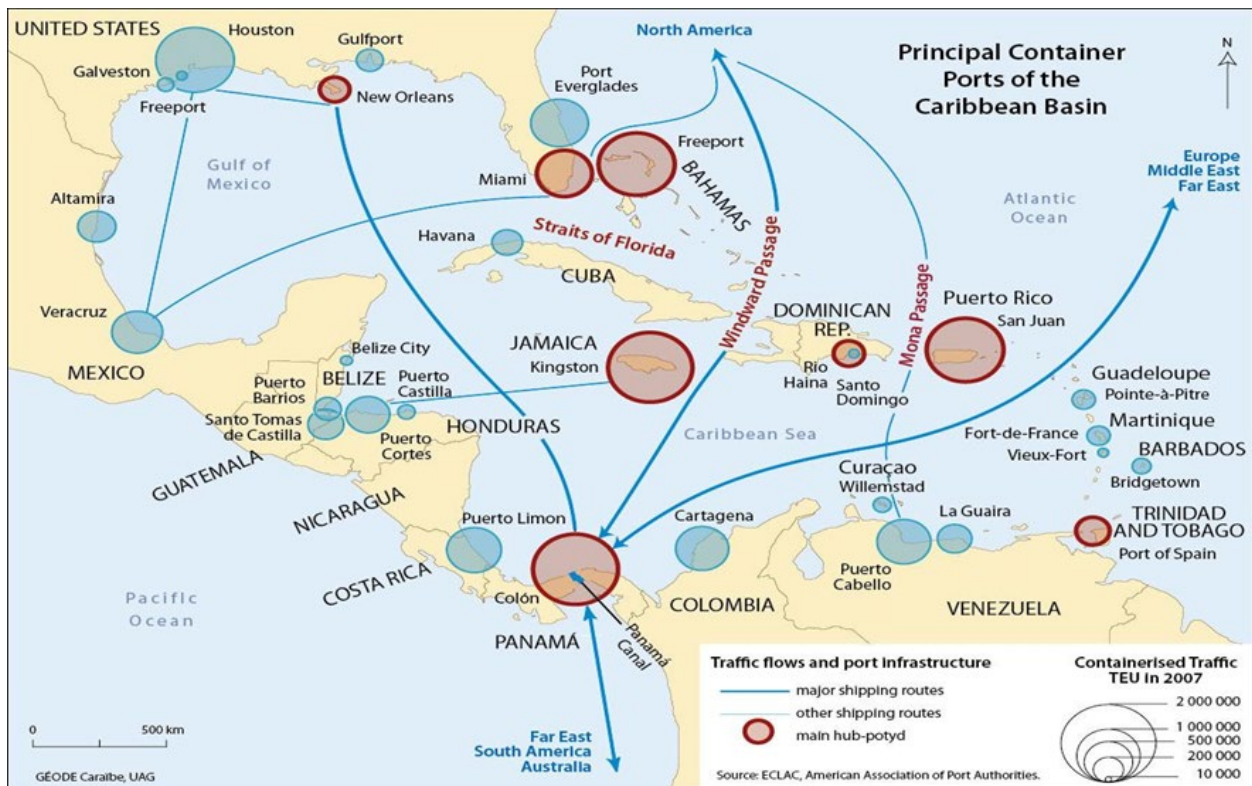 UNITED STATES
Houston
Gulfport
North America
Principal Container
Ports of the
Caribbean Basin
N
Galveston
Freeport
New Orleans
Port
Everglades
Freeport
BAHAMAS
Gulf of
Mexico
Miami
Europe
Middle East
Far East
Atlantic
Ocean
Altamira
Havana
Straits of Florida
CUBA
Windward Passage
Mona Passage
Veracruz
MEXICO
Belize City
BELIZE
Puerto
Barrios
Puerto
Castilla
Santo Tomas
de Castilla
Puerto
Cortes
HONDURAS
GUATEMALA
NICARAGUA
JAMAICA
Kingston
DOMINICAN
REP.
Rio
Haina
Santo
Domingo
Puerto Rico
San Juan
Guadeloupe
Pointe-à-Pitre
Martinique
Fort-de-France
Vieux-Fort
BARBADOS
Bridgetown
Caribbean Sea
Curaçao
Willemstad
Puerto Limon
Cartagena
La Guaira
TRINIDAD
AND TOBAGO
Port of Spain
COSTA RICA
Colón
Puerto
Cabello
COLOMBIA
VENEZUELA
Pacific
Ocean
PANAMÁ
Panamá
Canal
Far East
South America
Australia
0
500 km
GÉODE Caraïbe, UAG
Traffic flows and port infrastructure
major shipping routes
other shipping routes
main hub-potyd
Source: ECLAC, American Association of Port Authorities.
Containerised Traffic
TEU in 2007
2 000 000
1 000 000
500 000
200 000
10 000